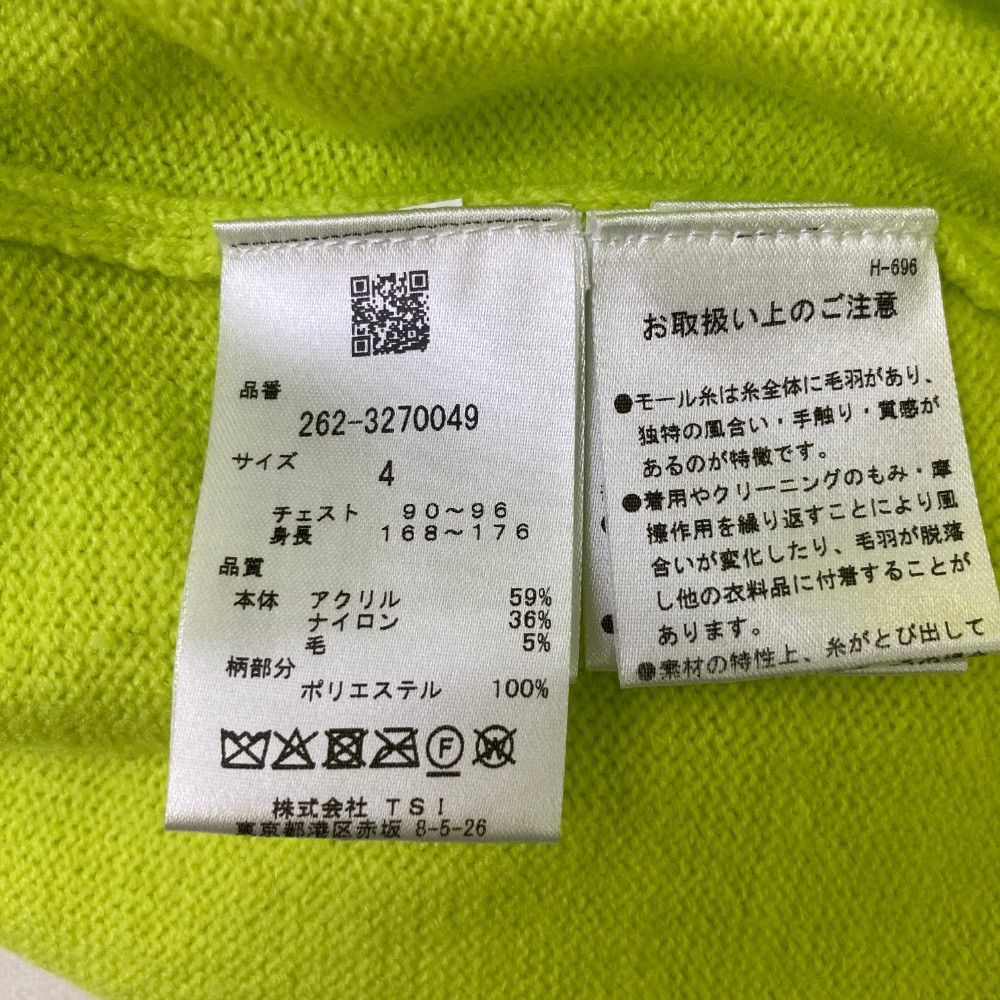 品番
262-3270049
サイズ
4
チェスト 90～96
身長 168～176
品質
本体 アクリル 59%
ナイロン 36%
毛 5%
柄部分
ポリエステル 100%
F
W
株式会社 TSI
東京都港区赤坂 8-5-26
H-696
お取扱い上のご注意
●モール糸は糸全体に毛羽があり、
独特の風合い・手触り・質感が
あるのが特徴です。
●着用やクリーニングのもみ・摩
擦作用を繰り返すことにより風
合いが変化したり、毛羽が脱落
し他の衣料品に付着することが
あります。
●素材の特性上、糸がとび出して